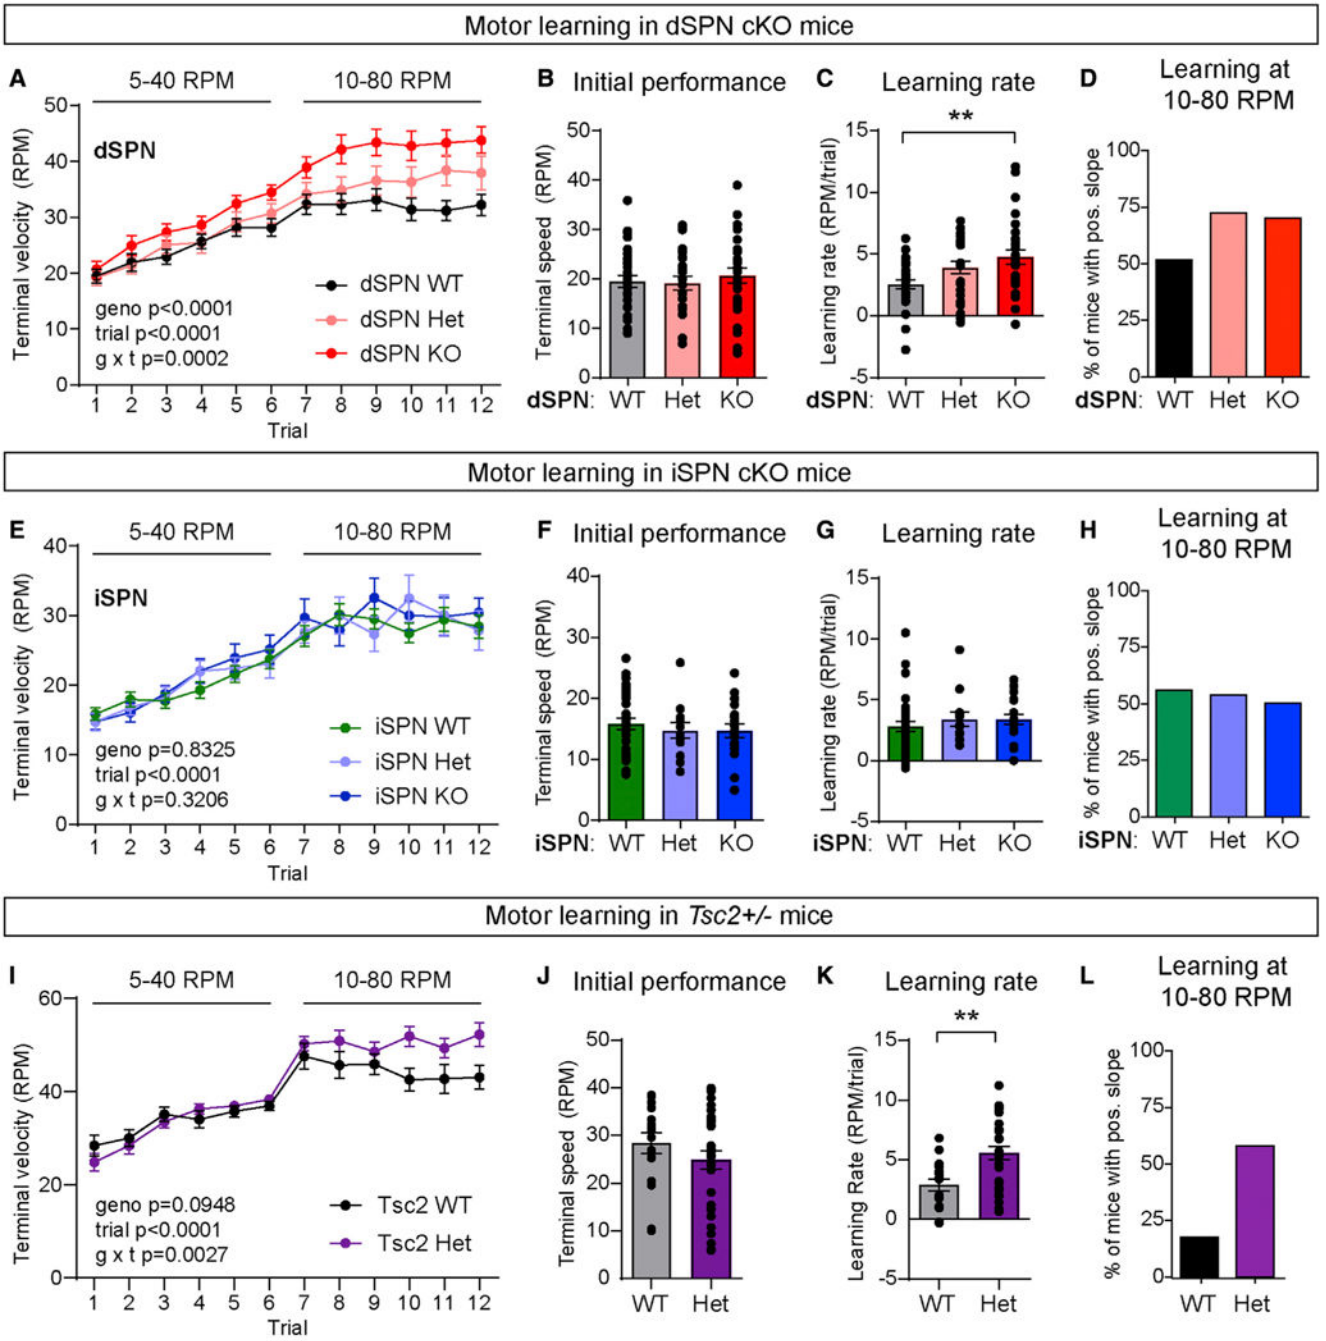 Motor learning in dSPN cKO mice
A
5-40 RPM
10-80 RPM
Terminal velocity (RPM)
50
40
30
20
10
0
dSPN
geno p<0.0001
trial p<0.0001
g x t p=0.0002
dSPN WT
dSPN Het
dSPN KO
1 2 3 4 5 6 7 8 9 10 11 12
Trial
B
Initial performance
Terminal speed (RPM)
50
40
30
20
10
0
dSPN: WT Het KO
C
Learning rate
Learning rate (RPM/trial)
15
10
5
0
-5
**
dSPN: WT Het KO
D
Learning at
10-80 RPM
% of mice with pos. slope
100
75
50
25
0
dSPN: WT Het KO
Motor learning in iSPN cKO mice
E
5-40 RPM
10-80 RPM
Terminal velocity (RPM)
40
30
20
10
0
iSPN
geno p=0.8325
trial p<0.0001
g x t p=0.3206
iSPN WT
iSPN Het
iSPN KO
1 2 3 4 5 6 7 8 9 10 11 12
Trial
F
Initial performance
Terminal speed (RPM)
40
30
20
10
0
iSPN: WT Het KO
G
Learning rate
Learning rate (RPM/trial)
15
10
5
0
-5
iSPN: WT Het KO
H
Learning at
10-80 RPM
% of mice with pos. slope
100
75
50
25
0
iSPN: WT Het KO
Motor learning in Tsc2+/- mice
I
5-40 RPM
10-80 RPM
Terminal velocity (RPM)
60
40
20
0
geno p=0.0948
trial p<0.0001
g x t p=0.0027
Tsc2 WT
Tsc2 Het
1 2 3 4 5 6 7 8 9 10 11 12
Trial
J
Initial performance
Terminal speed (RPM)
50
40
30
20
10
0
WT Het
K
Learning rate
Learning Rate (RPM/trial)
15
10
5
0
-5
**
WT Het
L
Learning at
10-80 RPM
% of mice with pos. slope
100
75
50
25
0
WT Het